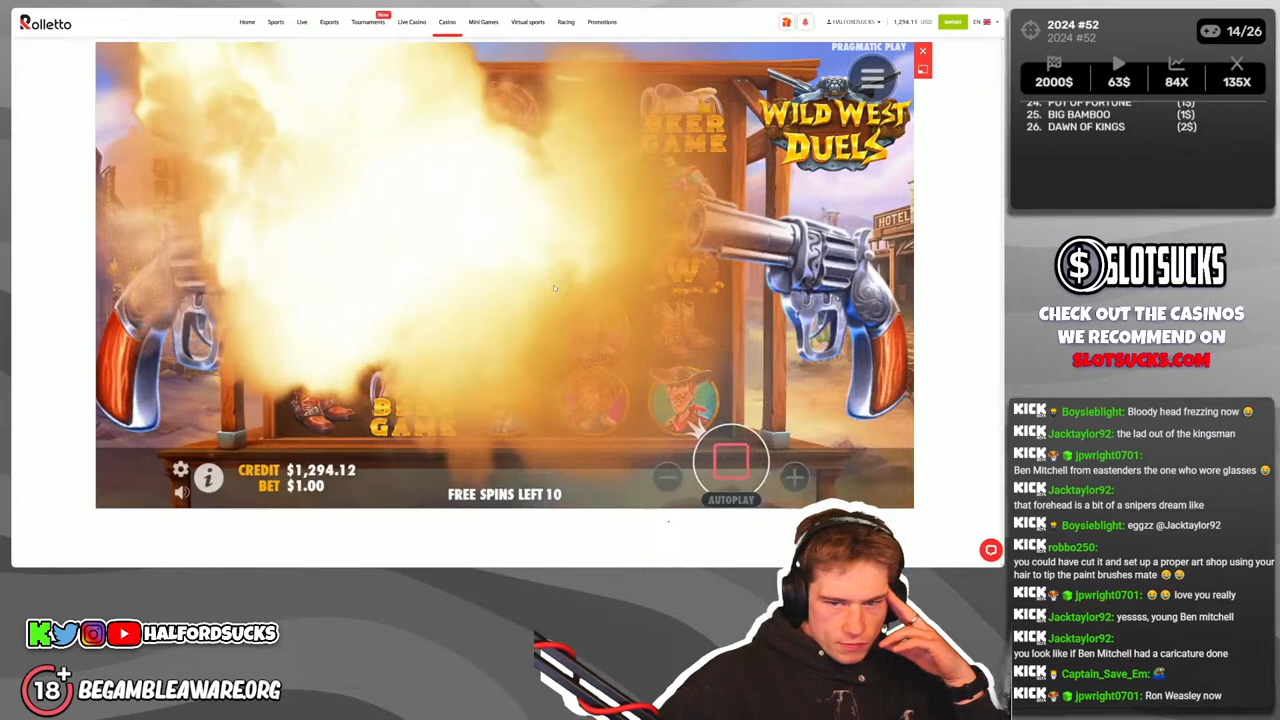 Rolletto
Home Sports Live Esports Tournaments New Live Casino Casino Mini Games Virtual sports Racing Promotions
HALFORDSUCKS 1,294.11 USD DEPOSIT EN
PRAGMATIC PLAY
WILD WEST
DUELS
BEER
GAME
W
HOTEL
BEER
GAME
CREDIT $1,294.12
BET $1.00
FREE SPINS LEFT 10
AUTOPLAY
HALFORDSUCKS
18+
BEGAMBLEAWARE.ORG
2024 #52
2024 #52
14/26
2000$ 63$ 84X 135X
24. POT OF FORTUNE (1$)
25. BIG BAMBOO (1$)
26. DAWN OF KINGS (2$)
$ SLOTSUCKS
CHECK OUT THE CASINOS
WE RECOMMEND ON
SLOTSUCKS.COM
KICK Boysieblight: Bloody head frezzing now
KICK Jacktaylor92: the lad out of the kingsman
KICK jpwright0701:
Ben Mitchell from eastenders the one who wore glasses
KICK Jacktaylor92:
that forehead is a bit of a snipers dream like
KICK Boysieblight: eggzz @Jacktaylor92
KICK robbo250:
you could have cut it and set up a proper art shop using your
hair to tip the paint brushes mate
KICK jpwright0701: love you really
KICK Jacktaylor92: yessss, young Ben mitchell
KICK Jacktaylor92:
you look like if Ben Mitchell had a caricature done
KICK Captain_Save_Em:
KICK jpwright0701: Ron Weasley now